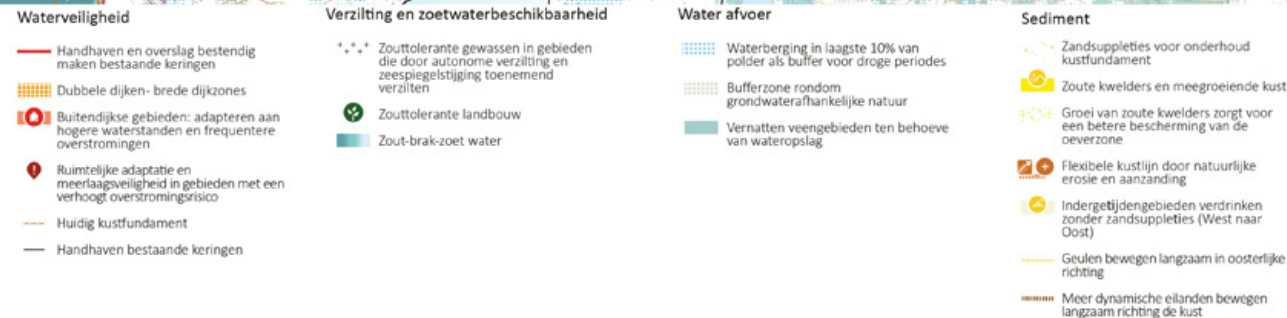 Waterveiligheid
Handhaven en overslag bestendig
maken bestaande keringen
Dubbele dijken- brede dijkzones
Buitendijkse gebieden: adapteren aan
hogere waterstanden en frequentere
overstromingen
Ruimtelijke adaptatie en
meerlaagsveiligheid in gebieden met een
verhoogt overstromingsrisico
Huidig kustfundament
Handhaven bestaande keringen
Verzilting en zoetwaterbeschikbaarheid
Zouttolerante gewassen in gebieden
die door autonome verzilting en
zeespiegelstijging toenemend
verzilten
Zouttolerante landbouw
Zout-brak-zoet water
Water afvoer
Waterberging in laagste 10% van
polder als buffer voor droge periodes
Bufferzone rondom
grondwaterafhankelijke natuur
Vernatten veengebieden ten behoeve
van wateropslag
Sediment
Zandsuppleties voor onderhoud
kustfundament
Zoute kwelders en meegroeiende kust
Groei van zoute kwelders zorgt voor
een betere bescherming van de
oeverzone
Flexibele kustlijn door natuurlijke
erosie en aanzanding
Indergetijdengebieden verdrinken
zonder zandsuppleties (West naar
Oost)
Geulen bewegen langzaam in oosterlijke
richting
Meer dynamische eilanden bewegen
langzaam richting de kust